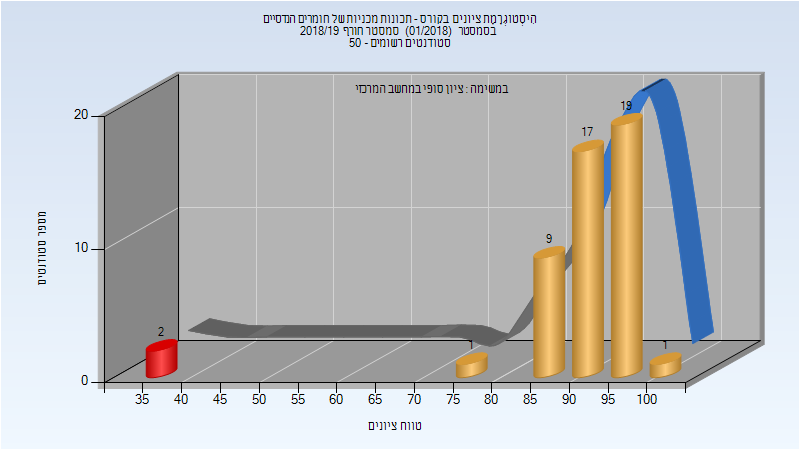 היסטוגרמת ציונים בקורס - תכונות מכניות של חומרים הנדסיים
בסמסטר (01/2018) סמסטר חורף 2018/19
סטודנטים רשומים - 50
במשימה : ציון סופי במחשב המרכזי
מספר סטודנטים
20
10
0
2
1
9
17
19
1
35 40 45 50 55 60 65 70 75 80 85 90 95 100
טווח ציונים